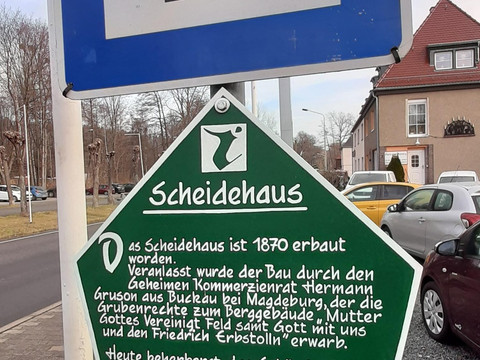 Scheidehaus
Das Scheidehaus ist 1870 erbaut
worden.
Veranlasst wurde der Bau durch den
Geheimen Kommerzienrat Hermann
Gruson aus Buckau bei Magdeburg, der die
Grubenrechte zum Berggebäude „Mutter
Gottes Vereinigt Feld samt Gott mit uns
und den Friedrich Erbstolln" erwarb.